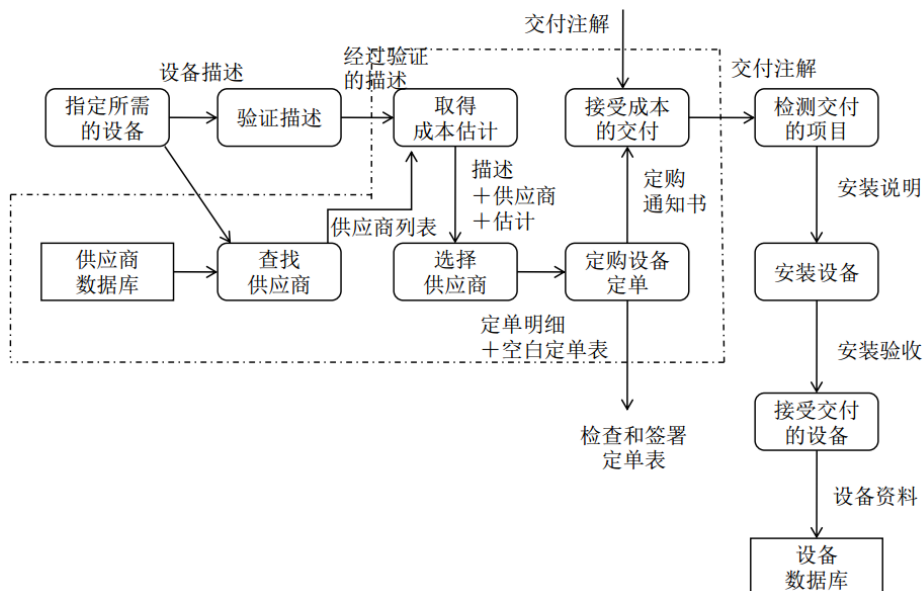 交付注解
设备描述
经过验证
的描述
交付注解
指定所需
的设备
验证描述
取得
成本估计
接受成本
的交付
检测交付
的项目
描述
＋供应商
＋估计
定购
通知书
安装说明
供应商列表
供应商
数据库
查找
供应商
选择
供应商
定购设备
定单
安装设备
定单明细
＋空白定单表
安装验收
检查和签署
定单表
接受交付
的设备
设备资料
设备
数据库